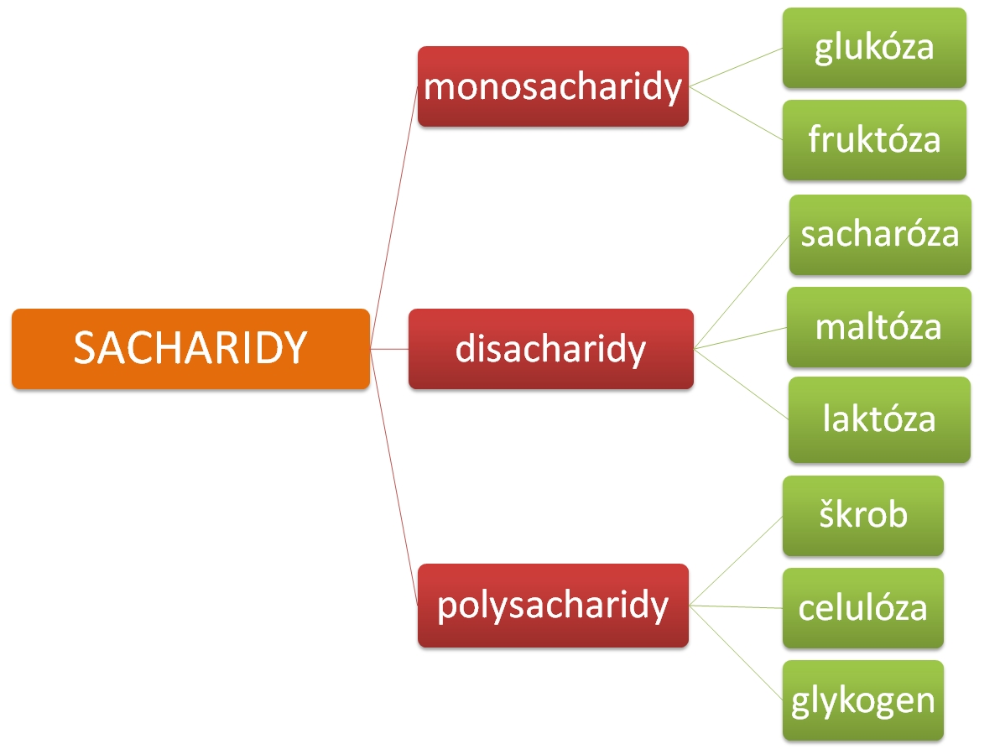 SACHARIDY
monosacharidy
glukóza
fruktóza
disacharidy
sacharóza
maltóza
laktóza
polysacharidy
škrob
celulóza
glykogen